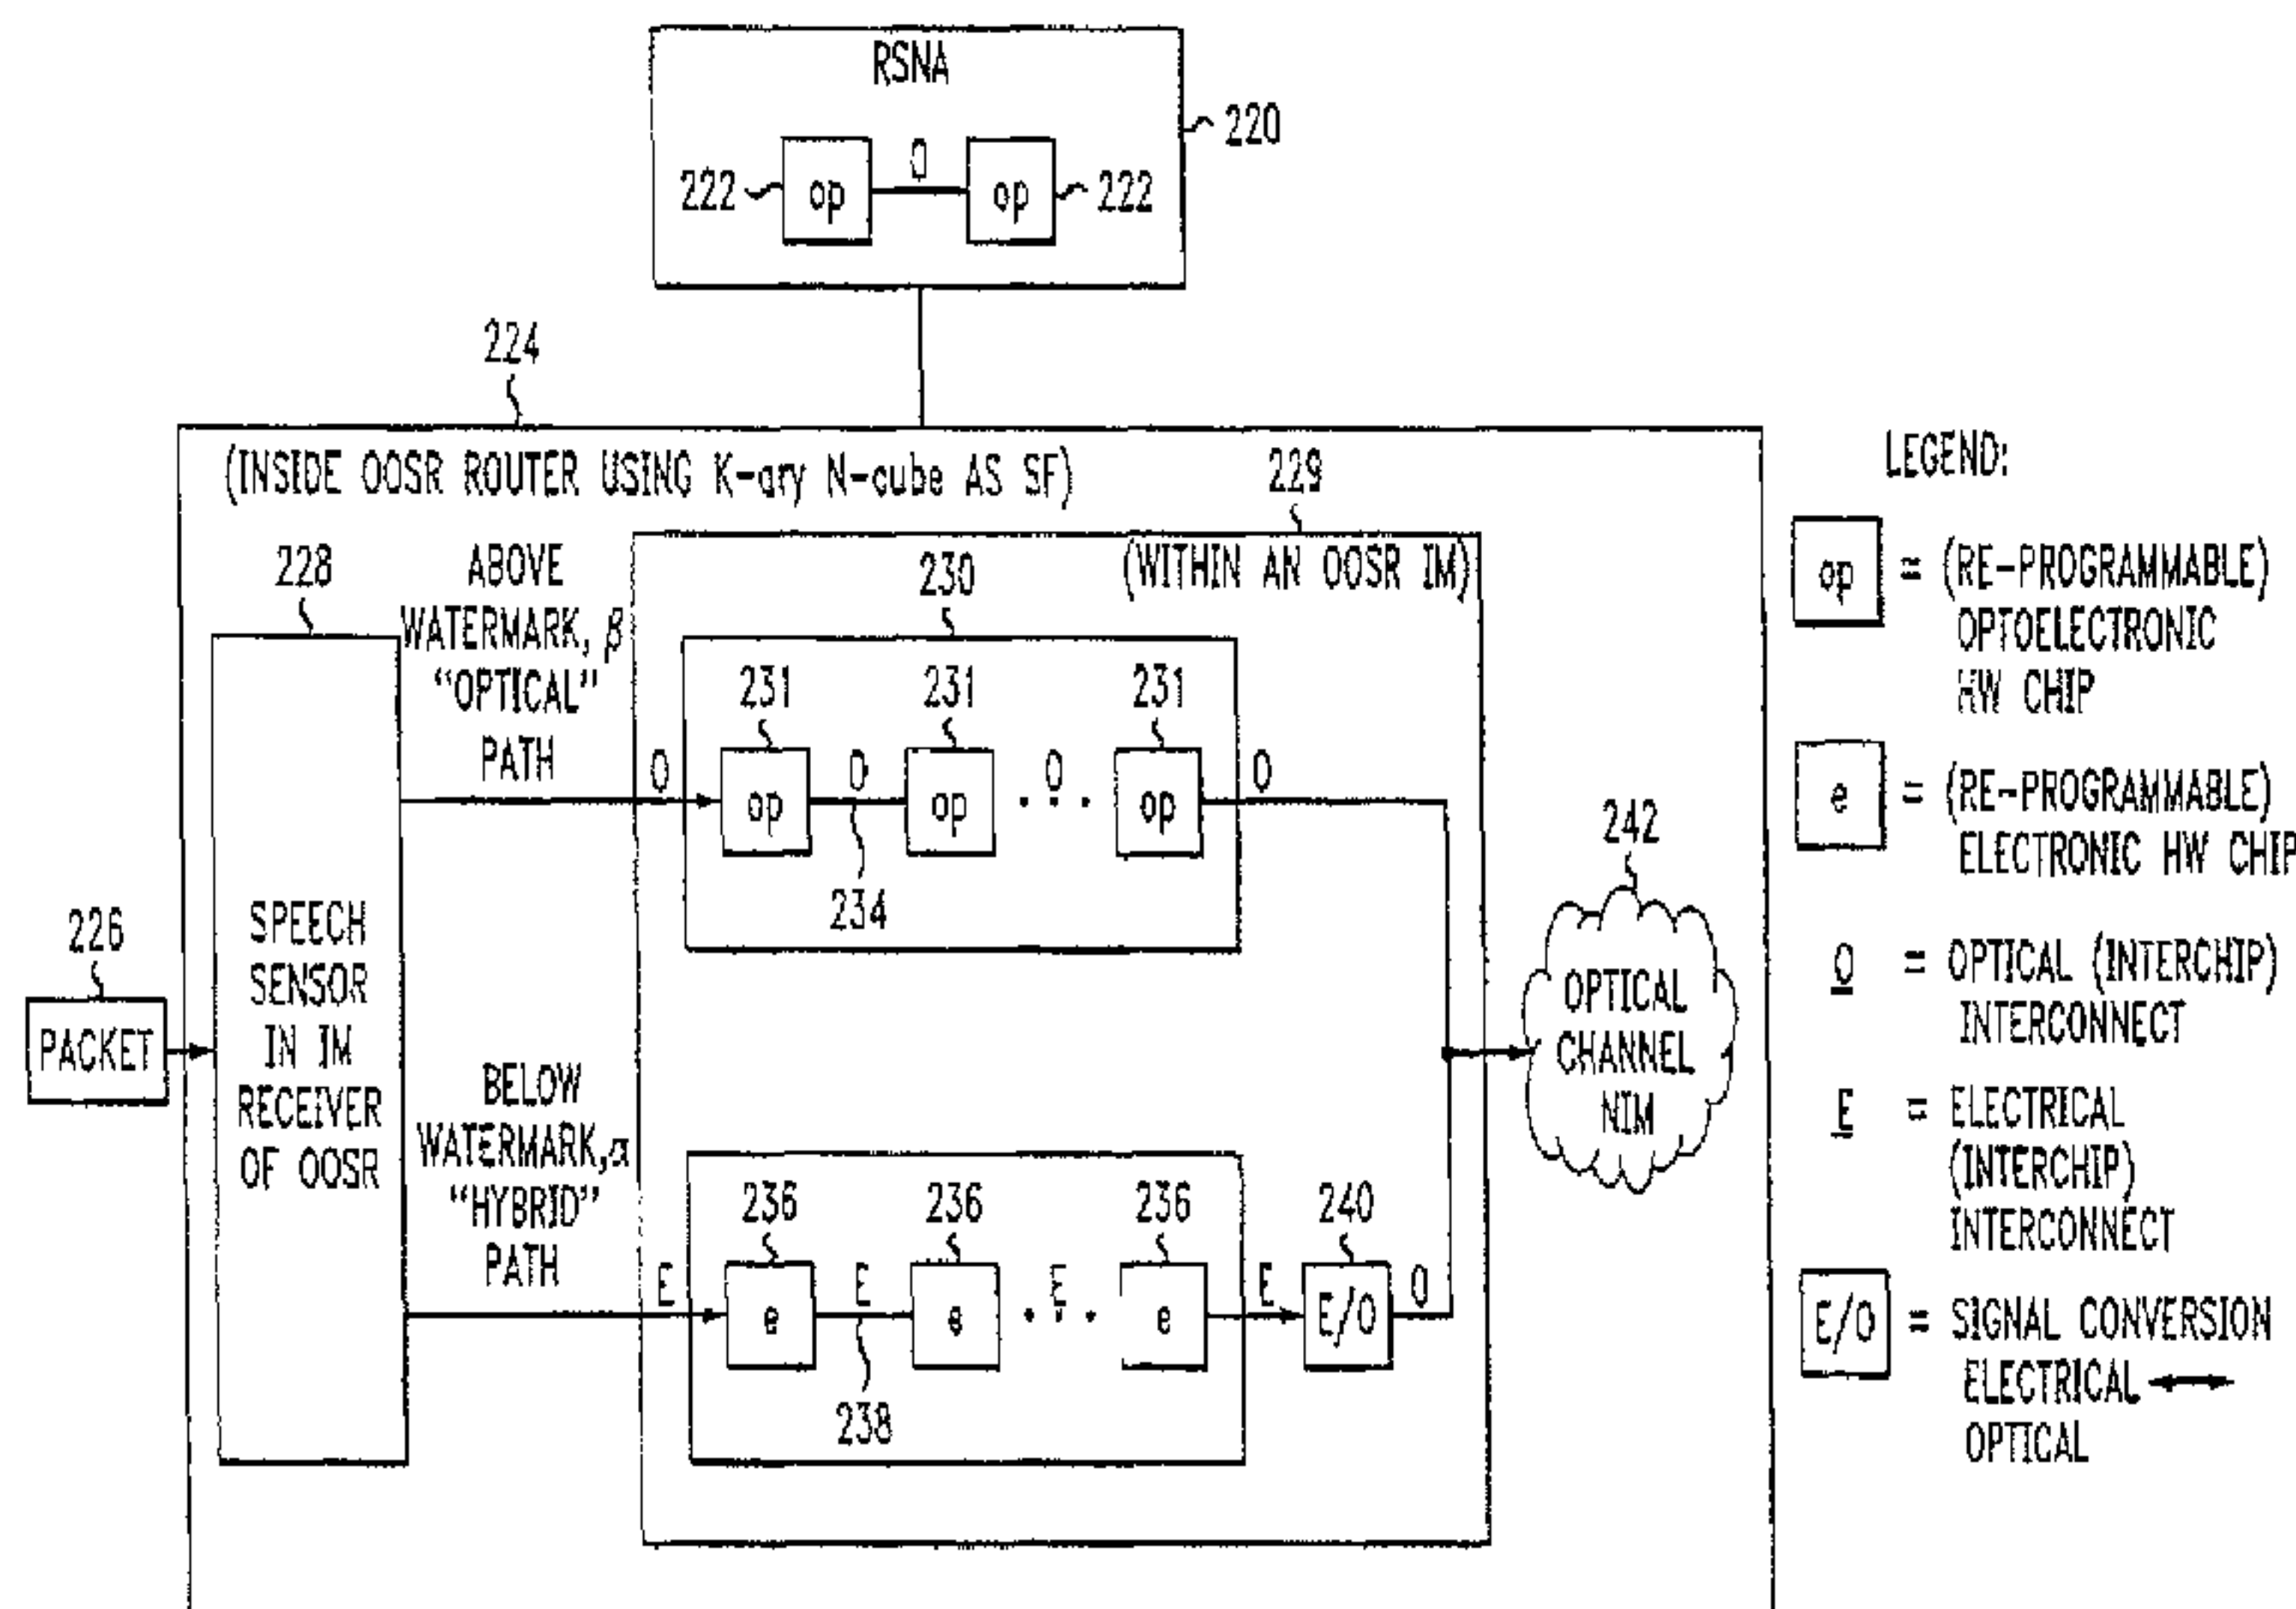 RSNA
220
222
op
O
op
222
224
(INSIDE OOSR ROUTER USING K-ary N-cube AS SF)
229
(WITHIN AN OOSR IM)
228
ABOVE
WATERMARK, β
"OPTICAL"
PATH
230
231
231
231
O
op
O
op
. O . .
op
O
234
226
PACKET
SPEECH
SENSOR
IN IM
RECEIVER
OF OOSR
BELOW
WATERMARK, α
"HYBRID"
PATH
236
236
236
240
E
e
E
e
. E . .
e
E
E/O
O
238
242
OPTICAL
CHANNEL
NIM
LEGEND:
op = (RE-PROGRAMMABLE)
OPTOELECTRONIC
HW CHIP
e = (RE-PROGRAMMABLE)
ELECTRONIC HW CHIP
O = OPTICAL (INTERCHIP)
INTERCONNECT
E = ELECTRICAL
(INTERCHIP)
INTERCONNECT
E/O = SIGNAL CONVERSION
ELECTRICAL ↔
OPTICAL